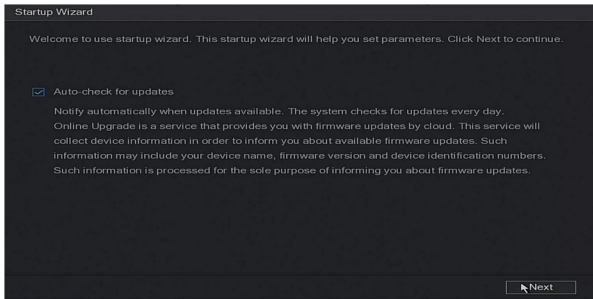 Startup Wizard
Welcome to use startup wizard. This startup wizard will help you set parameters. Click Next to continue.
Auto-check for updates
Notify automatically when updates available. The system checks for updates every day.
Online Upgrade is a service that provides you with firmware updates by cloud. This service will
collect device information in order to inform you about available firmware updates. Such
information may include your device name, firmware version and device identification numbers.
Such information is processed for the sole purpose of informing you about firmware updates.
Next